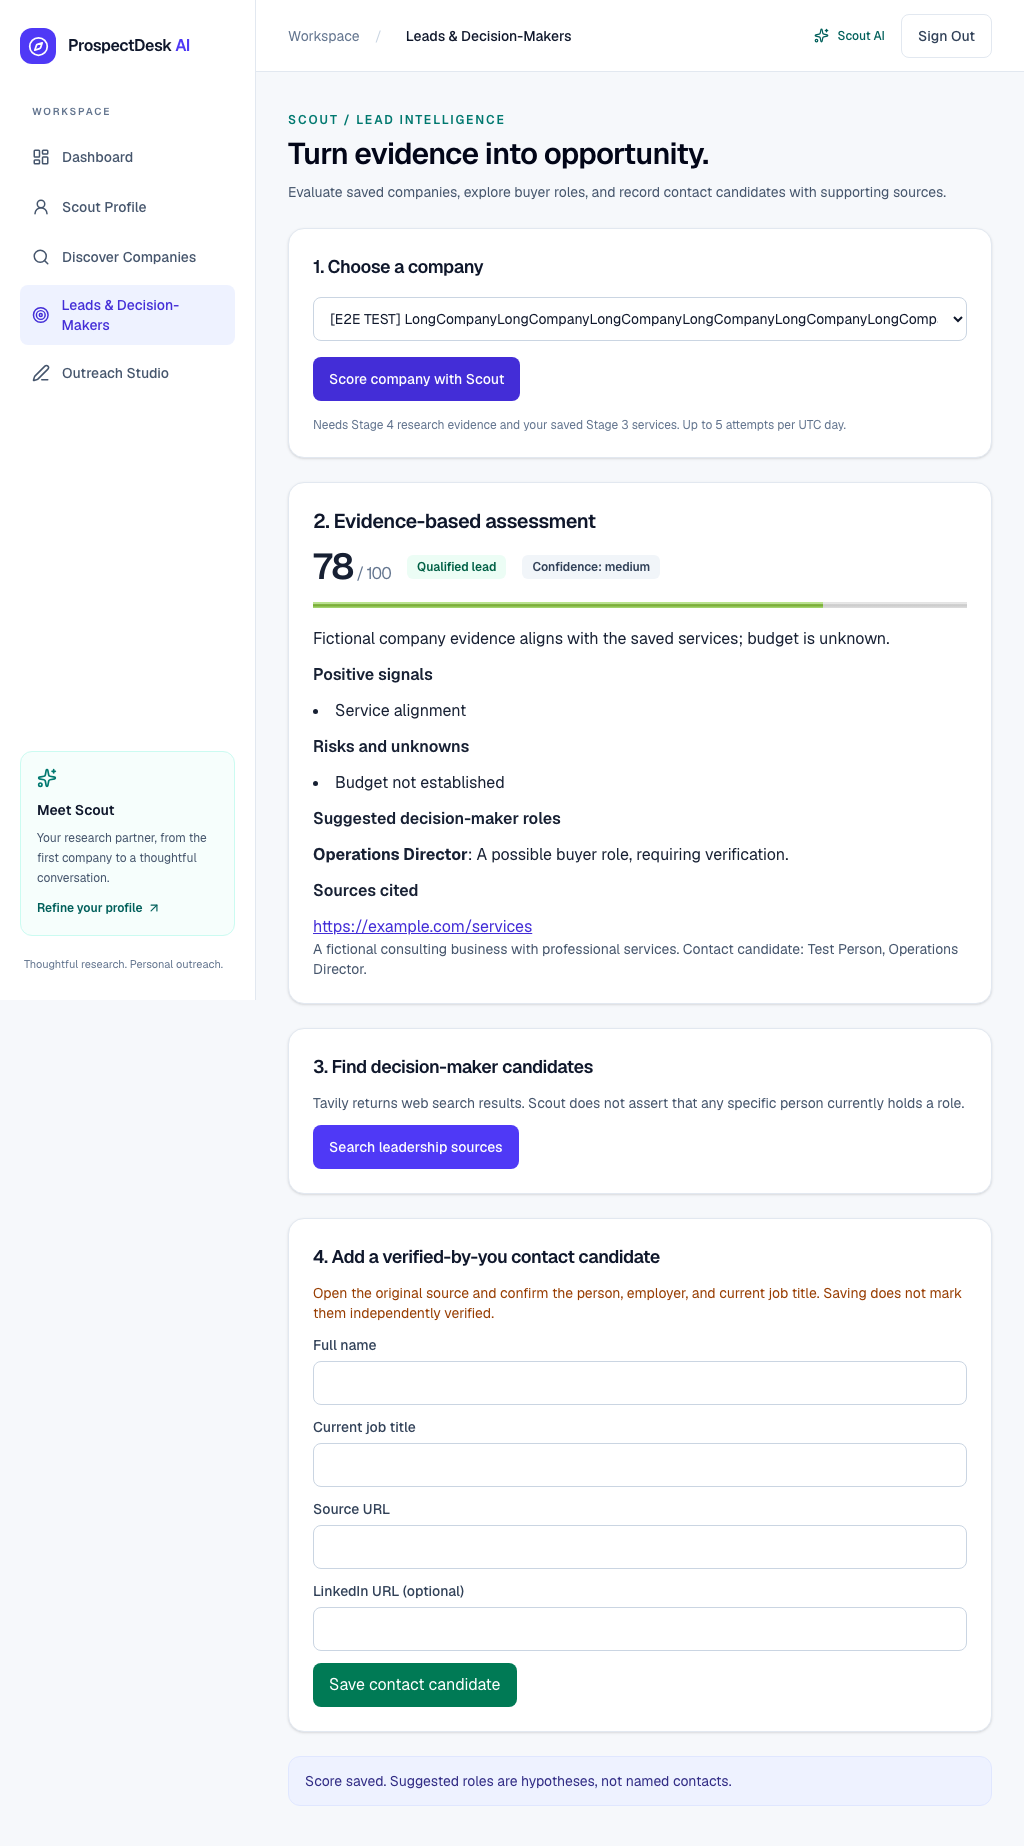 ProspectDesk AI
WORKSPACE
Dashboard
Scout Profile
Discover Companies
Leads & Decision-
Makers
Outreach Studio
Meet Scout
Your research partner, from the
first company to a thoughtful
conversation.
Refine your profile
Thoughtful research. Personal outreach.
Workspace / Leads & Decision-Makers
Scout AI
Sign Out
SCOUT / LEAD INTELLIGENCE
Turn evidence into opportunity.
Evaluate saved companies, explore buyer roles, and record contact candidates with supporting sources.
1. Choose a company
[E2E TEST] LongCompanyLongCompanyLongCompanyLongCompanyLongCompanyLongComp
Score company with Scout
Needs Stage 4 research evidence and your saved Stage 3 services. Up to 5 attempts per UTC day.
2. Evidence-based assessment
78 / 100 Qualified lead Confidence: medium
Fictional company evidence aligns with the saved services; budget is unknown.
Positive signals
• Service alignment
Risks and unknowns
• Budget not established
Suggested decision-maker roles
Operations Director: A possible buyer role, requiring verification.
Sources cited
https://example.com/services
A fictional consulting business with professional services. Contact candidate: Test Person, Operations
Director.
3. Find decision-maker candidates
Tavily returns web search results. Scout does not assert that any specific person currently holds a role.
Search leadership sources
4. Add a verified-by-you contact candidate
Open the original source and confirm the person, employer, and current job title. Saving does not mark
them independently verified.
Full name
Current job title
Source URL
LinkedIn URL (optional)
Save contact candidate
Score saved. Suggested roles are hypotheses, not named contacts.